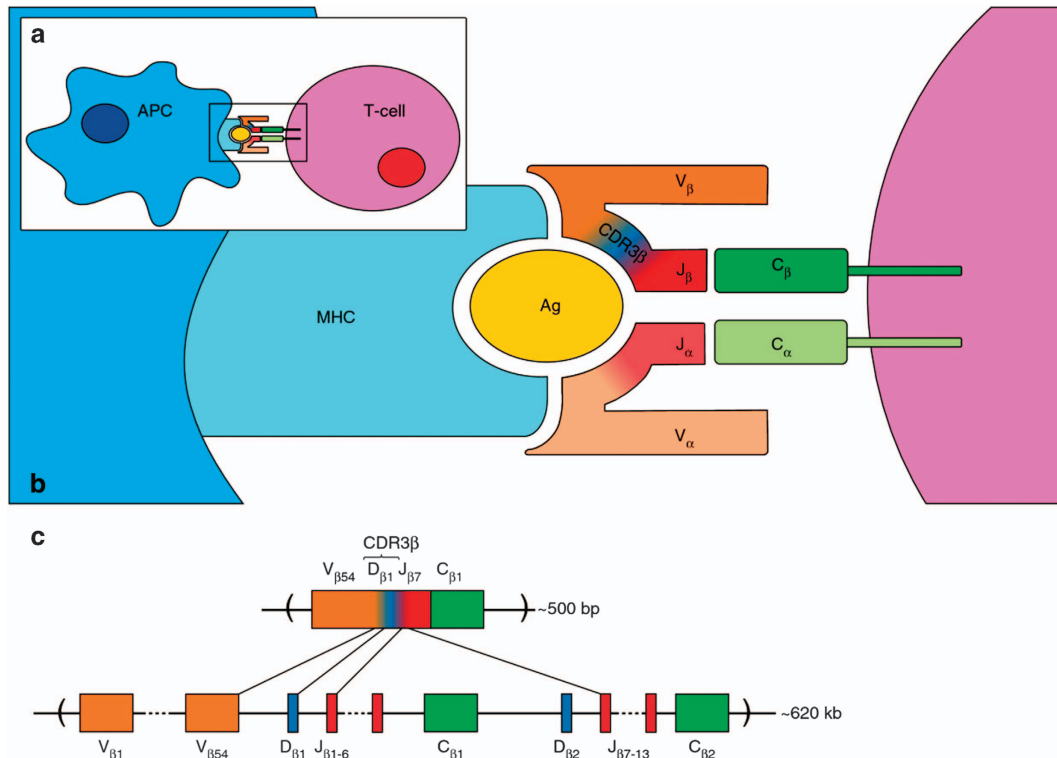 a
APC
T-cell
Vβ
CDR3β
Jβ
Cβ
MHC
Ag
Jα
Cα
Vα
b
c
CDR3β
Vβ54 Dβ1 Jβ7 Cβ1
~500 bp
~620 kb
Vβ1 Vβ54 Dβ1 Jβ1-6 Cβ1 Dβ2 Jβ7-13 Cβ2